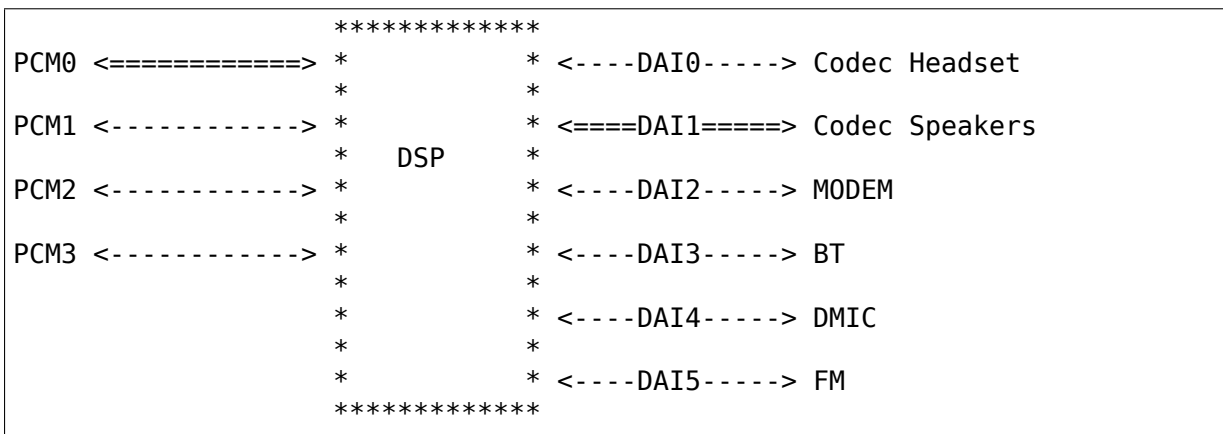 *************
PCM0 <============> *           * <----DAI0-----> Codec Headset
                    *           *
PCM1 <------------> *           * <====DAI1=====> Codec Speakers
                    *   DSP     *
PCM2 <------------> *           * <----DAI2-----> MODEM
                    *           *
PCM3 <------------> *           * <----DAI3-----> BT
                    *           *
                    *           * <----DAI4-----> DMIC
                    *           *
                    *           * <----DAI5-----> FM
                    *************